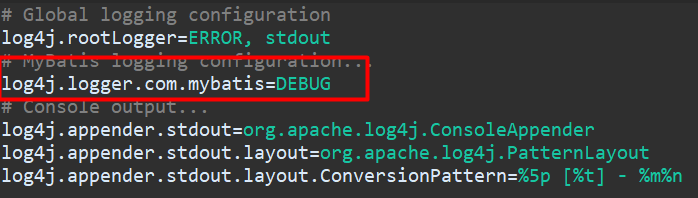 # Global logging configuration
log4j.rootLogger=ERROR, stdout
# MyBatis logging configuration...
log4j.logger.com.mybatis=DEBUG
# Console output...
log4j.appender.stdout=org.apache.log4j.ConsoleAppender
log4j.appender.stdout.layout=org.apache.log4j.PatternLayout
log4j.appender.stdout.layout.ConversionPattern=%5p [%t] - %m%n